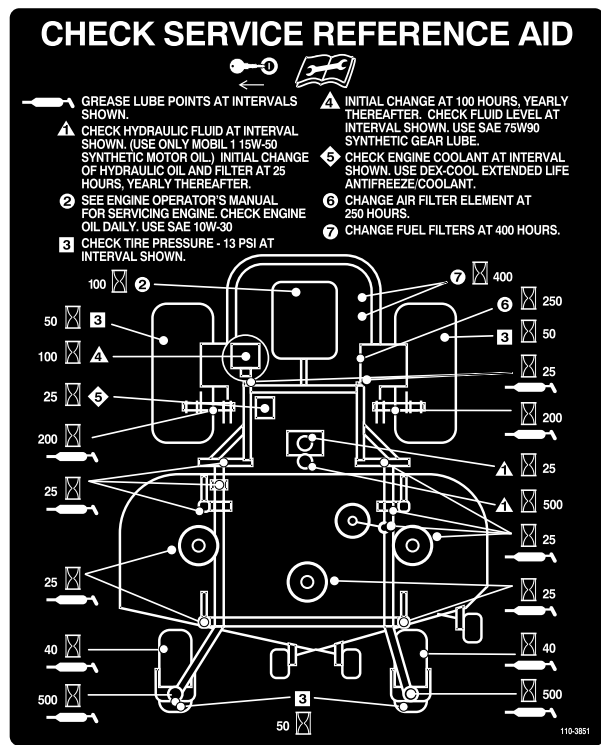 CHECK SERVICE REFERENCE AID
GREASE LUBE POINTS AT INTERVALS
SHOWN.
1 CHECK HYDRAULIC FLUID AT INTERVAL
SHOWN. (USE ONLY MOBIL 1 15W-50
SYNTHETIC MOTOR OIL.) INITIAL CHANGE
OF HYDRAULIC OIL AND FILTER AT 25
HOURS, YEARLY THEREAFTER.
2 SEE ENGINE OPERATOR'S MANUAL
FOR SERVICING ENGINE. CHECK ENGINE
OIL DAILY. USE SAE 10W-30
3 CHECK TIRE PRESSURE - 13 PSI AT
INTERVAL SHOWN.
4 INITIAL CHANGE AT 100 HOURS, YEARLY
THEREAFTER. CHECK FLUID LEVEL AT
INTERVAL SHOWN. USE SAE 75W90
SYNTHETIC GEAR LUBE.
5 CHECK ENGINE COOLANT AT INTERVAL
SHOWN. USE DEX-COOL EXTENDED LIFE
ANTIFREEZE/COOLANT.
6 CHANGE AIR FILTER ELEMENT AT
250 HOURS.
7 CHANGE FUEL FILTERS AT 400 HOURS.
100 2
50 3
100 4
25 5
200
25
25
40
500
7 400
6 250
3 50
25
200
1 25
1 500
25
25
40
500
3
50
110-3851